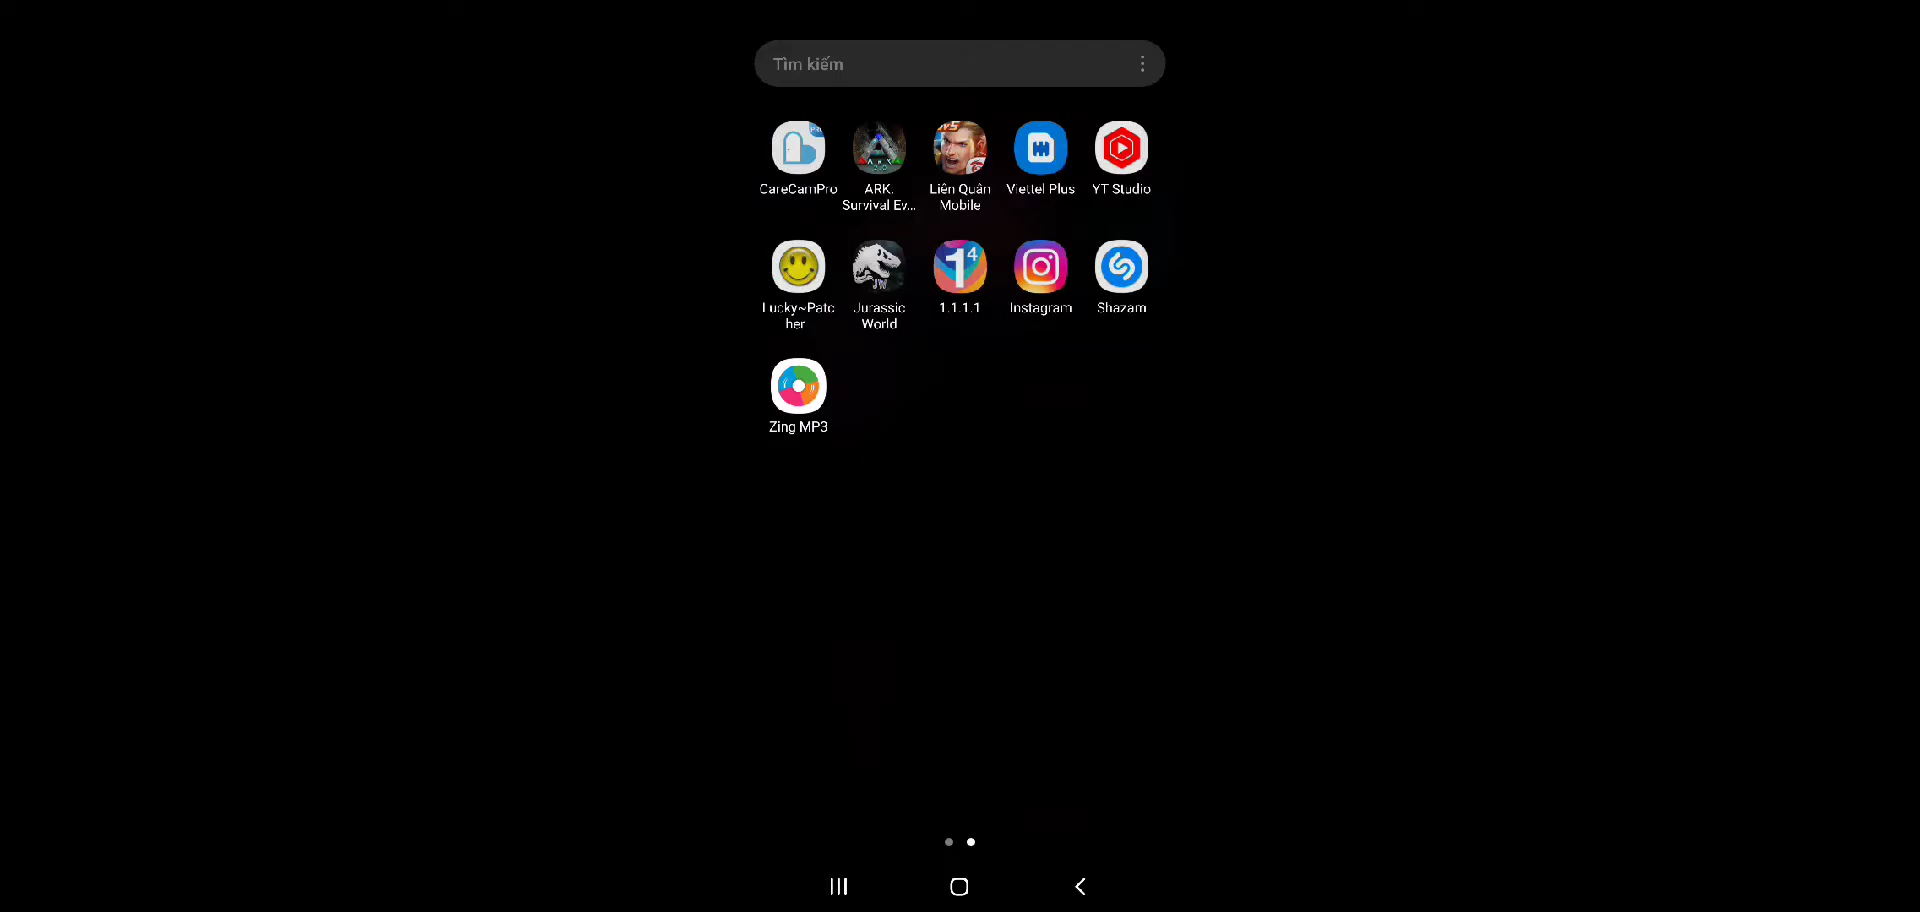 Tìm kiếm
CareCamPro
ARK:
Survival Ev...
Liên Quân
Mobile
Viettel Plus
YT Studio
Lucky~Patc
her
Jurassic
World
1.1.1.1
Instagram
Shazam
Zing MP3